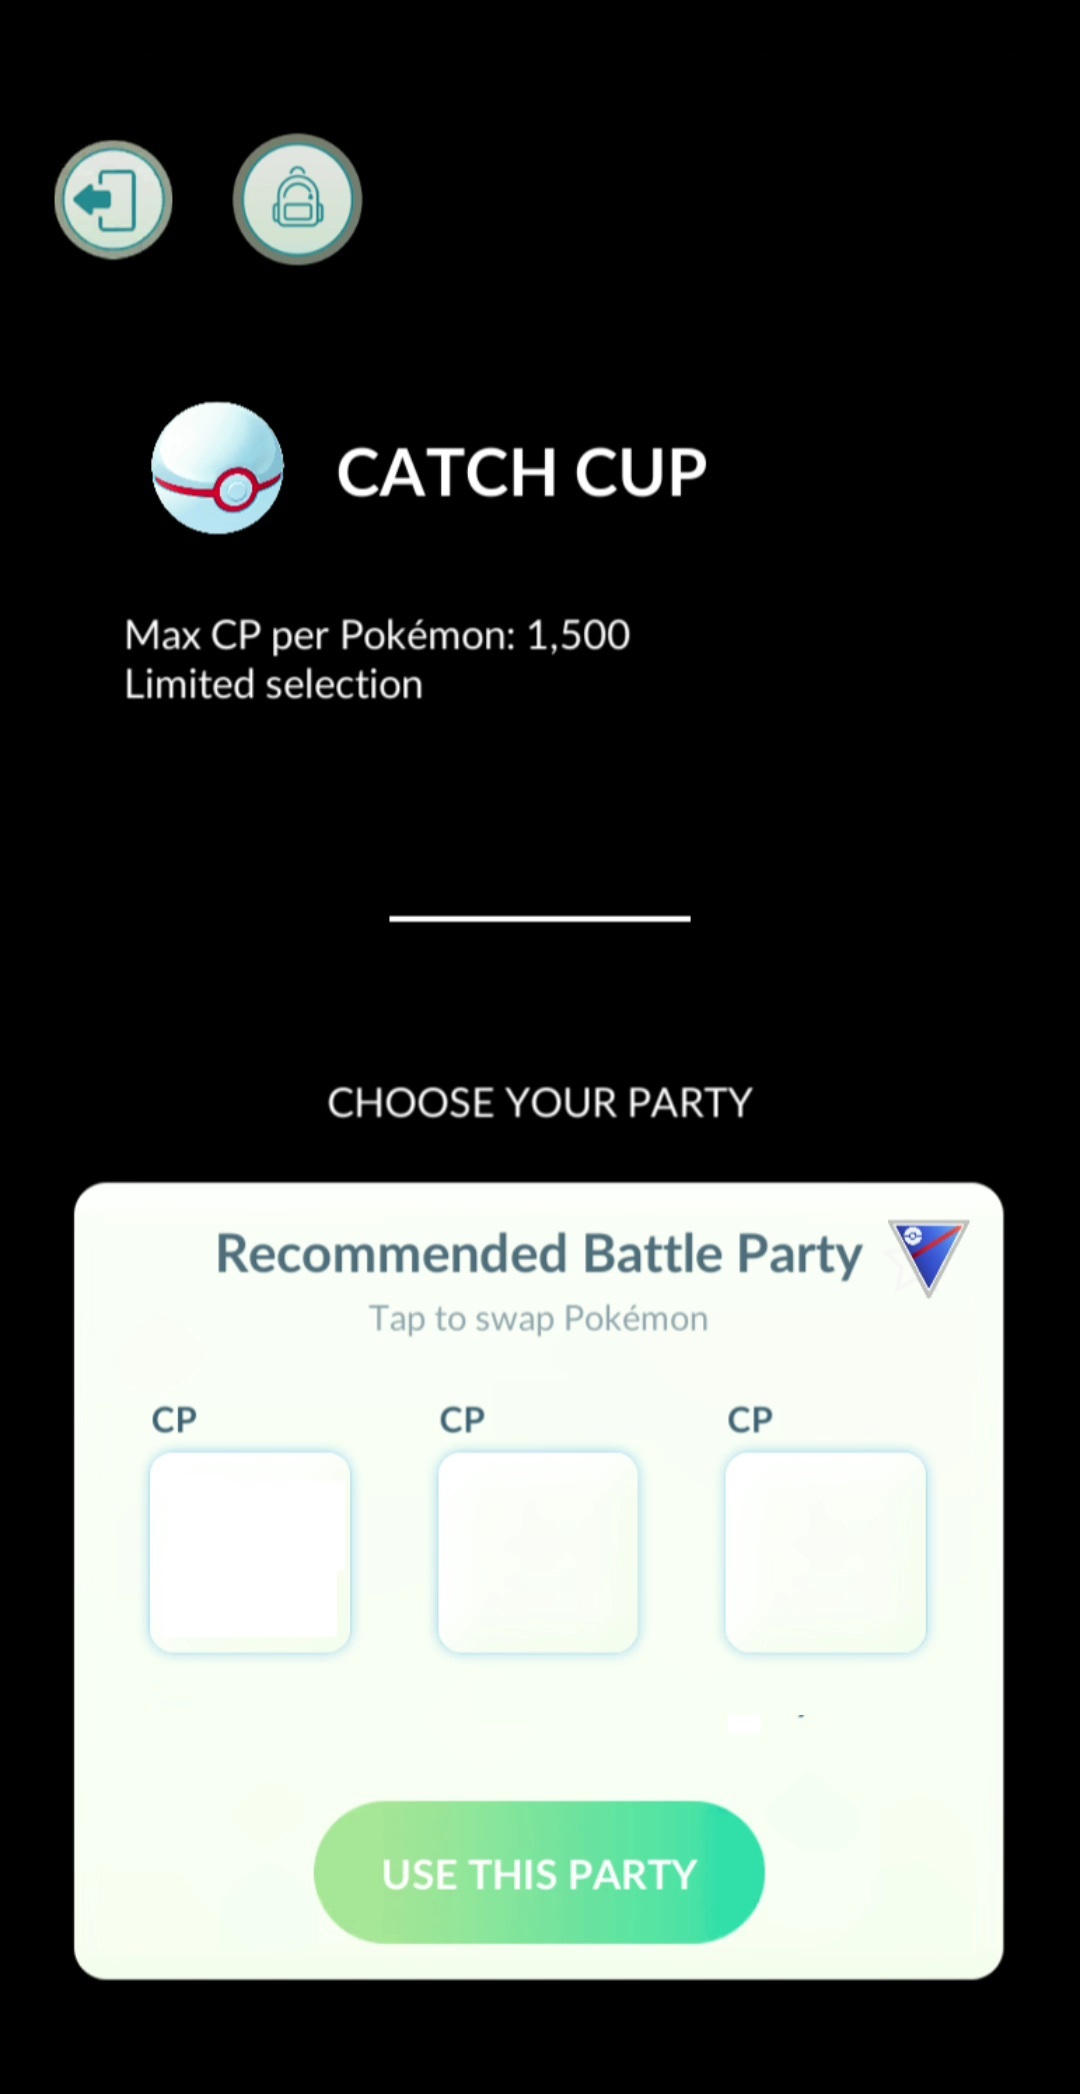 CATCH CUP
Max CP per Pokémon: 1,500
Limited selection
CHOOSE YOUR PARTY
Recommended Battle Party
Tap to swap Pokémon
CP CP CP
USE THIS PARTY